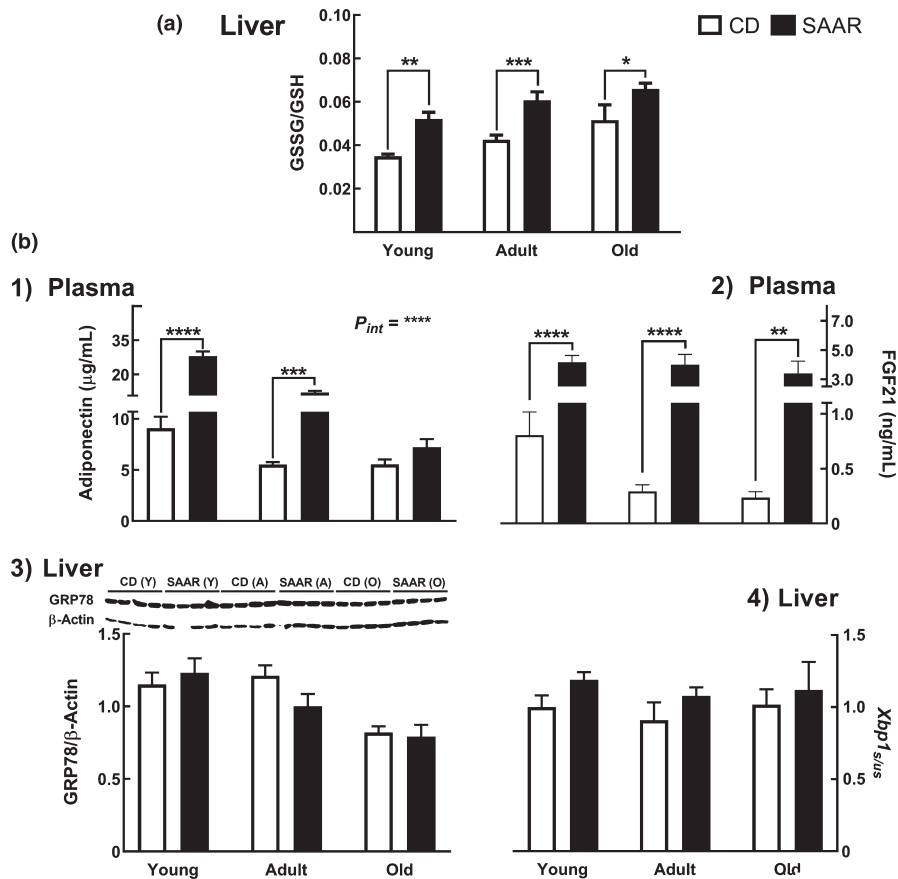 (a) Liver
CD SAAR
GSSG/GSH
0.10
0.08
0.06
0.04
0.02
** *** *
Young Adult Old
(b)
1) Plasma
Adiponectin (µg/mL)
35
20
10
5
0
**** ***
Pint = ****
2) Plasma
FGF21 (ng/mL)
7.0
5.0
3.0
1.0
0.5
0
**** **** **
3) Liver
CD (Y) SAAR (Y) CD (A) SAAR (A) CD (O) SAAR (O)
GRP78
β-Actin
GRP78/β-Actin
1.5
1.0
0.5
0
Young Adult Old
4) Liver
Xbp1s/us
1.5
1.0
0.5
0
Young Adult Old